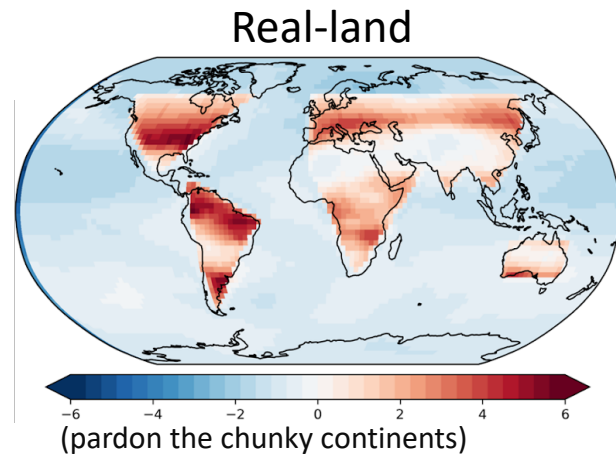 Real-land
−6 −4 −2 0 2 4 6
(pardon the chunky continents)